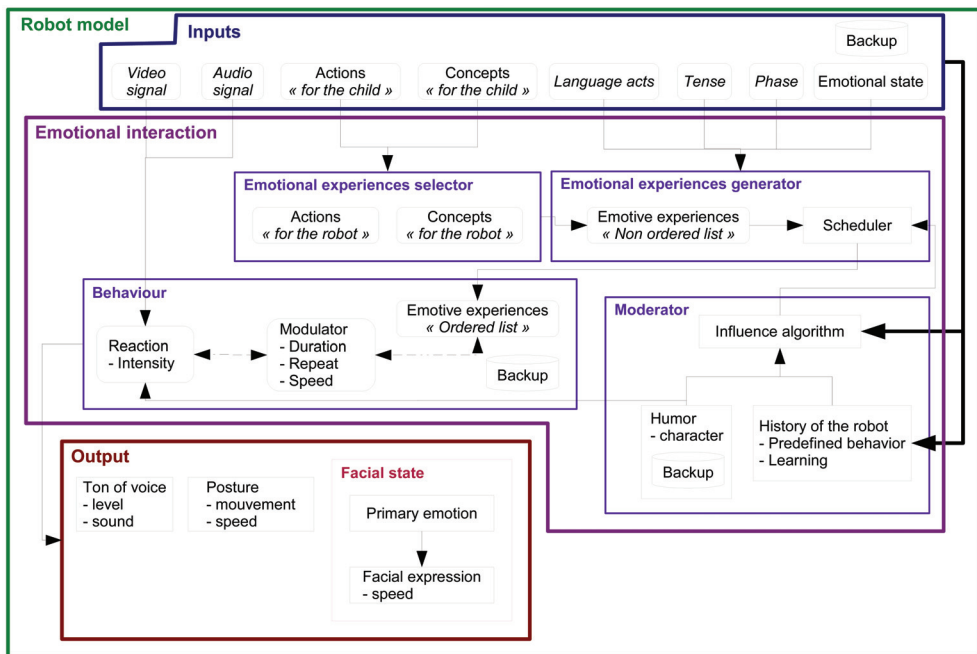 Robot model
Inputs
Backup
Video
signal
Audio
signal
Actions
« for the child »
Concepts
« for the child »
Language acts
Tense
Phase
Emotional state
Emotional interaction
Emotional experiences selector
Actions
« for the robot »
Concepts
« for the robot »
Emotional experiences generator
Emotive experiences
« Non ordered list »
Scheduler
Behaviour
Reaction
- Intensity
Modulator
- Duration
- Repeat
- Speed
Emotive experiences
« Ordered list »
Backup
Moderator
Influence algorithm
Humor
- character
Backup
History of the robot
- Predefined behavior
- Learning
Output
Ton of voice
- level
- sound
Posture
- mouvement
- speed
Facial state
Primary emotion
Facial expression
- speed